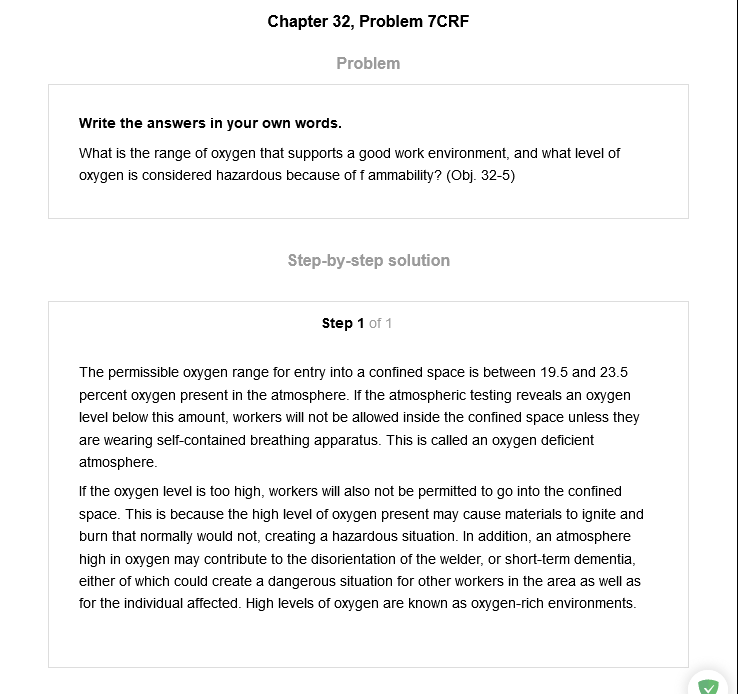 Chapter 32, Problem 7CRF
Problem
Write the answers in your own words.
What is the range of oxygen that supports a good work environment, and what level of
oxygen is considered hazardous because of f ammability? (Obj. 32-5)
Step-by-step solution
Step 1 of 1
The permissible oxygen range for entry into a confined space is between 19.5 and 23.5
percent oxygen present in the atmosphere. If the atmospheric testing reveals an oxygen
level below this amount, workers will not be allowed inside the confined space unless they
are wearing self-contained breathing apparatus. This is called an oxygen deficient
atmosphere.
If the oxygen level is too high, workers will also not be permitted to go into the confined
space. This is because the high level of oxygen present may cause materials to ignite and
burn that normally would not, creating a hazardous situation. In addition, an atmosphere
high in oxygen may contribute to the disorientation of the welder, or short-term dementia,
either of which could create a dangerous situation for other workers in the area as well as
for the individual affected. High levels of oxygen are known as oxygen-rich environments.